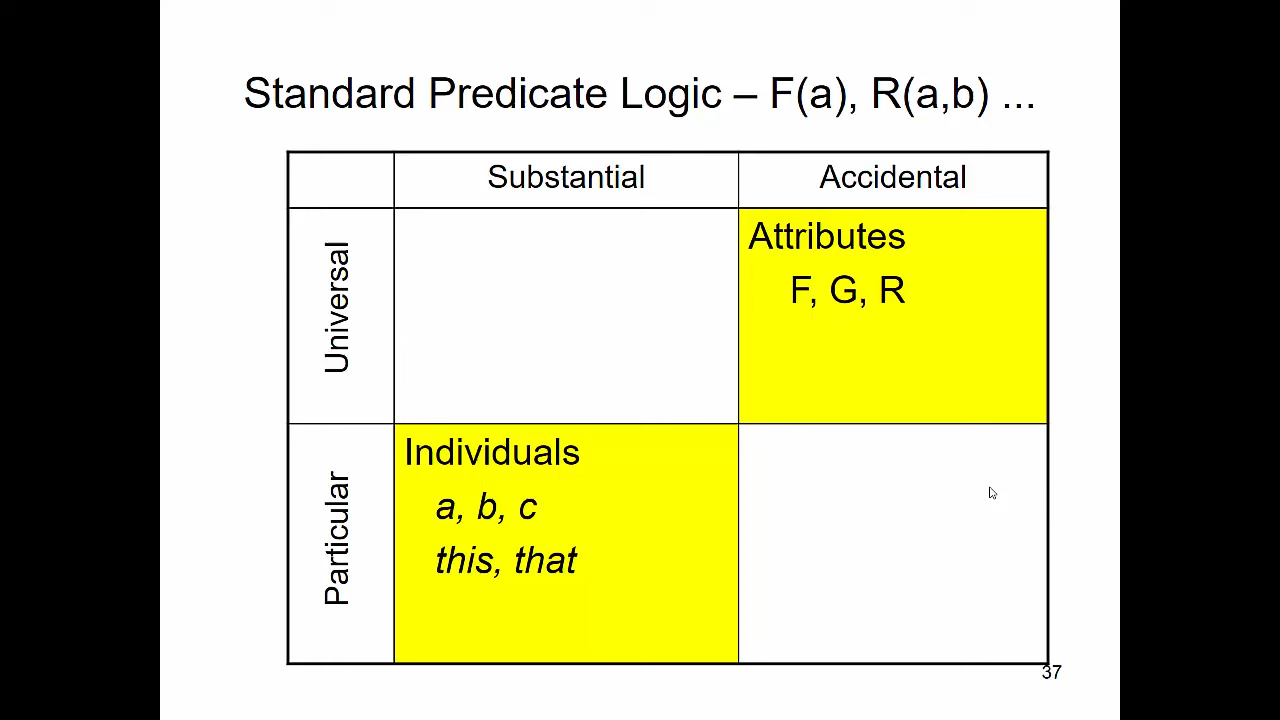 Standard Predicate Logic – F(a), R(a,b) ...
Substantial
Accidental
Universal
Attributes
F, G, R
Particular
Individuals
a, b, c
this, that
37